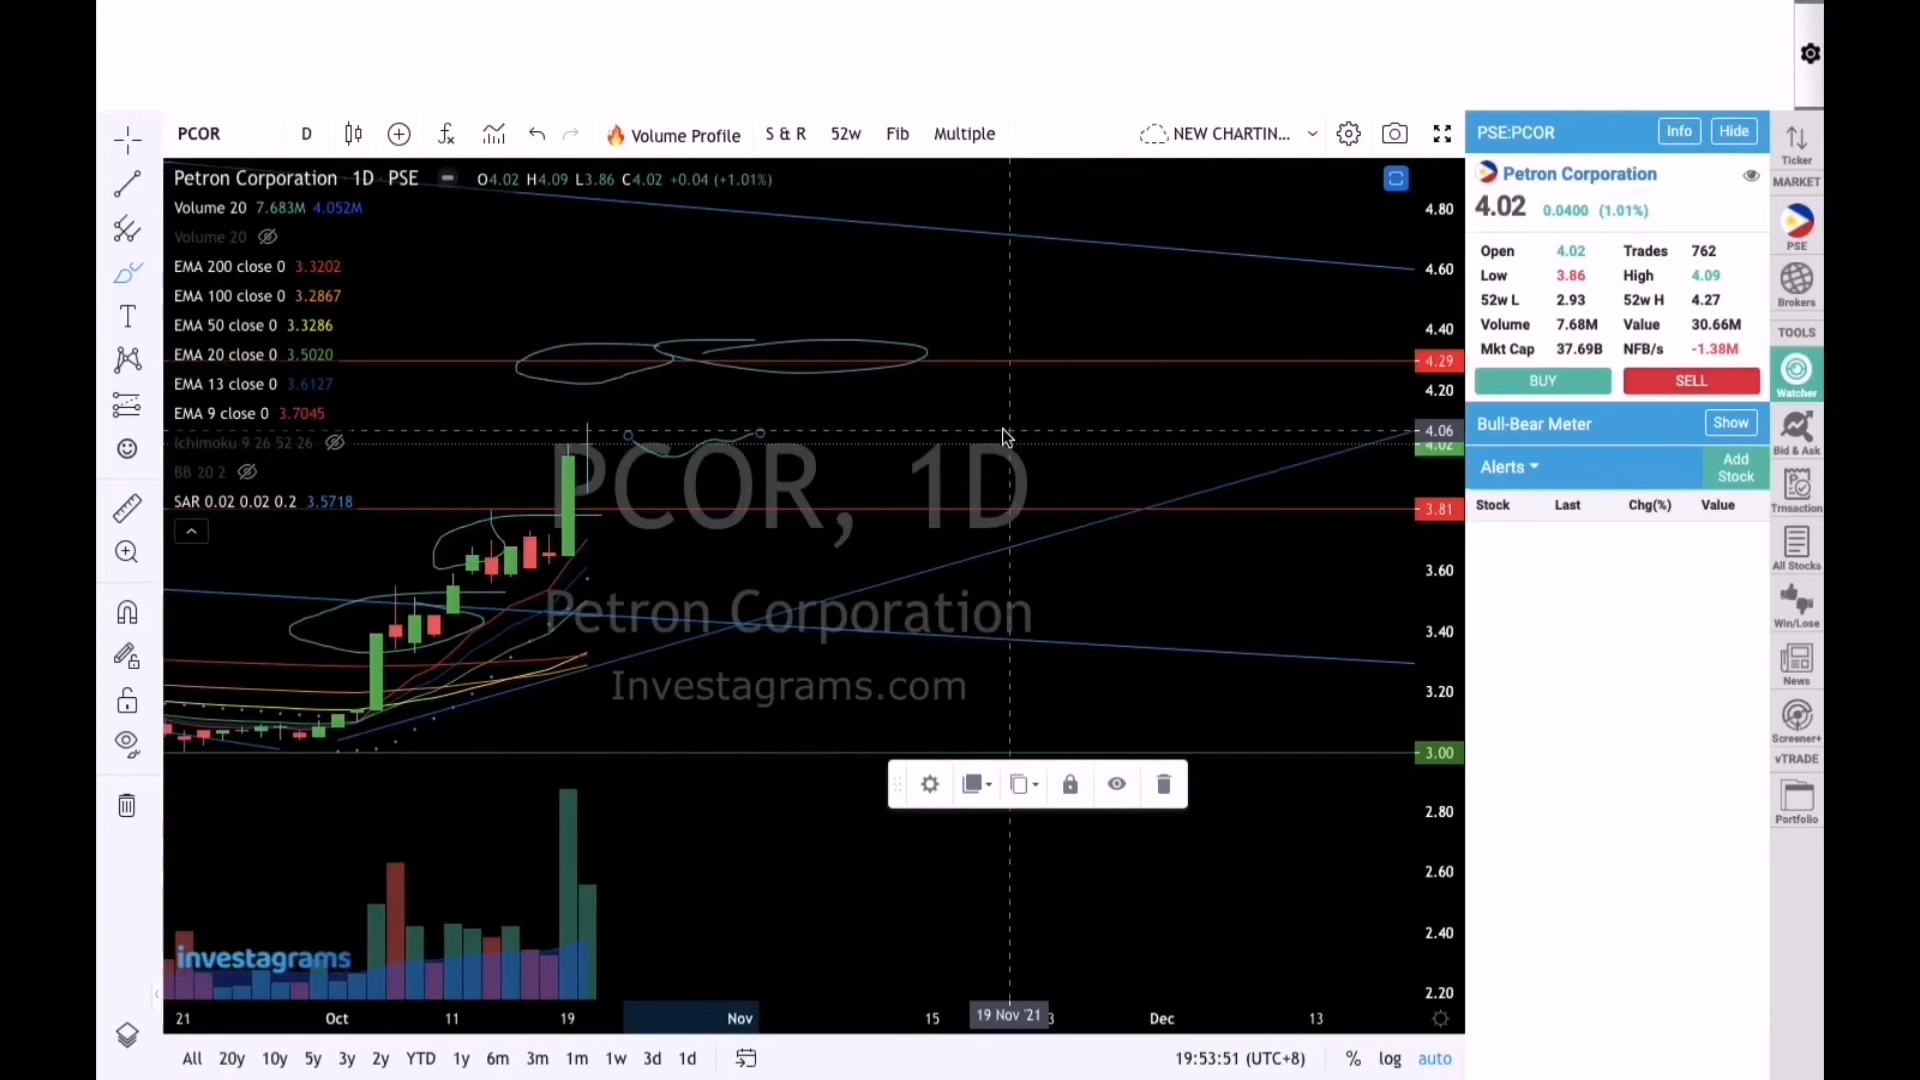 PCOR D Volume Profile S & R 52w Fib Multiple NEW CHARTIN...
Petron Corporation 1D PSE O4.02 H4.09 L3.86 C4.02 +0.04 (+1.01%)
Volume 20 7.683M 4.052M
Volume 20
EMA 200 close 0 3.3202
EMA 100 close 0 3.2867
EMA 50 close 0 3.3286
EMA 20 close 0 3.5020
EMA 13 close 0 3.6127
EMA 9 close 0 3.7045
Ichimoku 9 26 52 26
BB 20 2
SAR 0.02 0.02 0.2 3.5718
PCOR, 1D
Petron Corporation
Investagrams.com
investagrams
4.80
4.60
4.40
4.29
4.20
4.06
4.02
3.81
3.60
3.40
3.20
3.00
2.80
2.60
2.40
2.20
21 Oct 11 19 Nov 15 19 Nov '21 3 Dec 13
All 20y 10y 5y 3y 2y YTD 1y 6m 3m 1m 1w 3d 1d 19:53:51 (UTC+8) % log auto
PSE:PCOR Info Hide
Petron Corporation
4.02 0.0400 (1.01%)
Open 4.02 Trades 762
Low 3.86 High 4.09
52w L 2.93 52w H 4.27
Volume 7.68M Value 30.66M
Mkt Cap 37.69B NFB/s -1.38M
BUY SELL
Bull-Bear Meter Show
Alerts Add Stock
Stock Last Chg(%) Value
Ticker
MARKET
PSE
Brokers
TOOLS
Watcher
Bid & Ask
Trnsaction
All Stocks
Win/Lose
News
Screener+
vTRADE
Portfolio